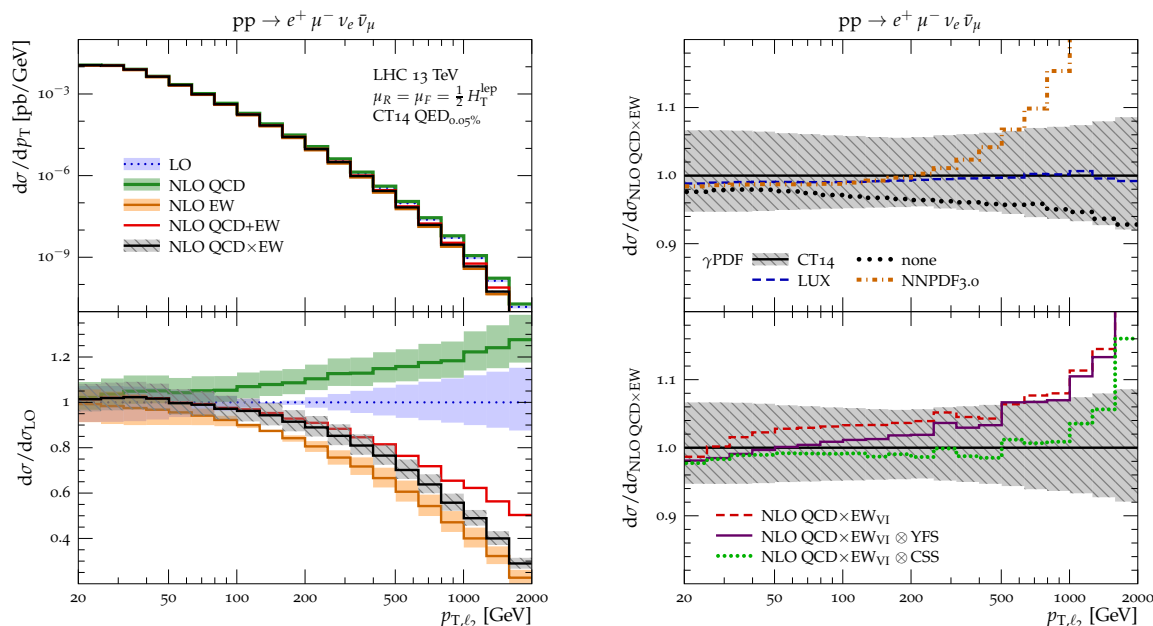 pp → e⁺ μ⁻ νₑ ν̄_μ
dσ/dp_T [pb/GeV]
10⁻³
10⁻⁶
10⁻⁹
LHC 13 TeV
μ_R = μ_F = ½ H_T^lep
CT14 QED_0.05%
LO
NLO QCD
NLO EW
NLO QCD+EW
NLO QCD×EW
dσ/dσ_LO
1.2
1
0.8
0.6
0.4
20 50 100 200 500 1000 2000
p_T,ℓ₂ [GeV]
pp → e⁺ μ⁻ νₑ ν̄_μ
dσ/dσ_NLO QCD×EW
1.1
1.0
0.9
γPDF CT14 none
LUX NNPDF3.0
dσ/dσ_NLO QCD×EW
1.1
1.0
0.9
NLO QCD×EW_VI
NLO QCD×EW_VI ⊗ YFS
NLO QCD×EW_VI ⊗ CSS
20 50 100 200 500 1000 2000
p_T,ℓ₂ [GeV]